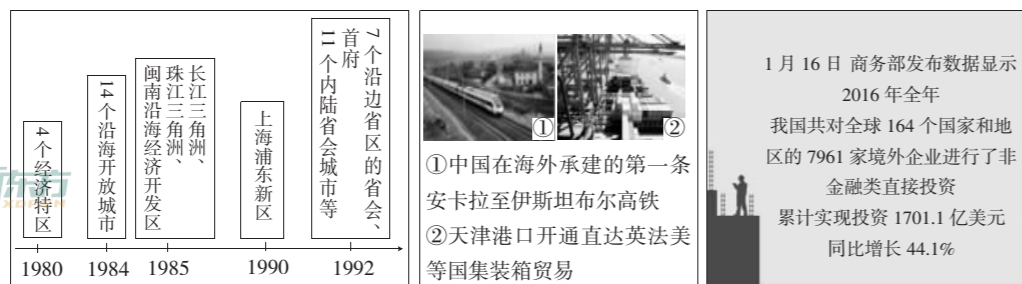 4个经济特区
14个沿海开放城市
长江三角洲、
珠江三角洲、
闽南沿海经济开发区
上海浦东新区
7个沿边省区的省会、
首府
11个内陆省会城市等
1980
1984
1985
1990
1992
①
②
①中国在海外承建的第一条
安卡拉至伊斯坦布尔高铁
②天津港口开通直达英法美
等国集装箱贸易
1月16日 商务部发布数据显示
2016年全年
我国共对全球164个国家和地
区的7961家境外企业进行了非
金融类直接投资
累计实现投资1701.1亿美元
同比增长44.1%